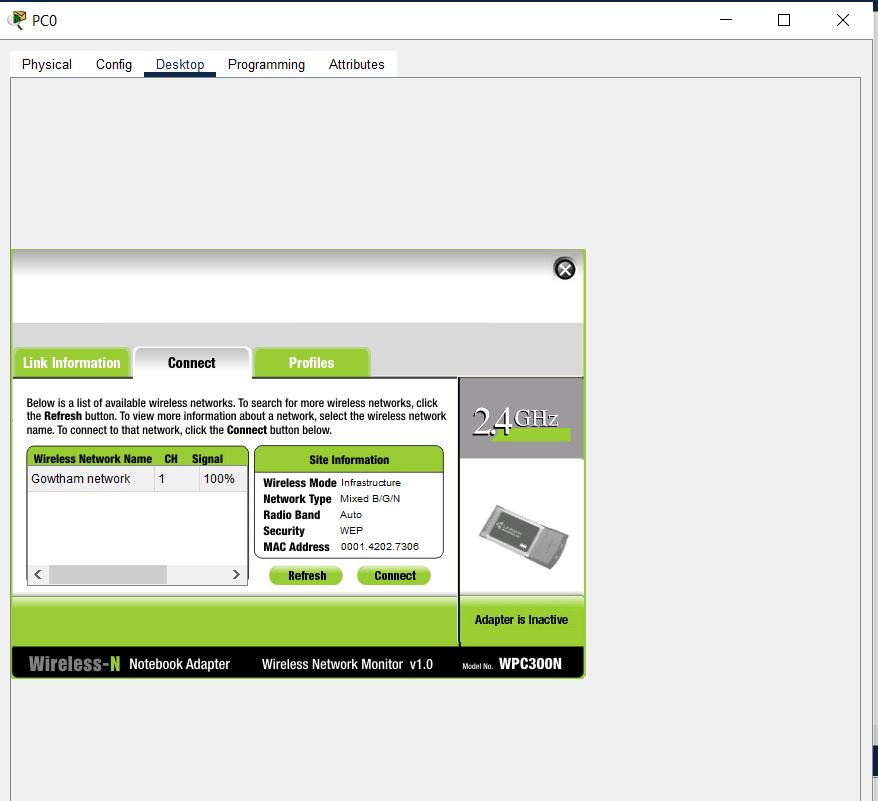 PC0
Physical Config Desktop Programming Attributes
Link Information Connect Profiles
Below is a list of available wireless networks. To search for more wireless networks, click
the Refresh button. To view more information about a network, select the wireless network
name. To connect to that network, click the Connect button below.
2.4GHz
Wireless Network Name CH Signal
Gowtham network 1 100%
Site Information
Wireless Mode Infrastructure
Network Type Mixed B/G/N
Radio Band Auto
Security WEP
MAC Address 0001.4202.7306
Refresh Connect
Adapter is Inactive
Wireless-N Notebook Adapter Wireless Network Monitor v1.0 Model No. WPC300N